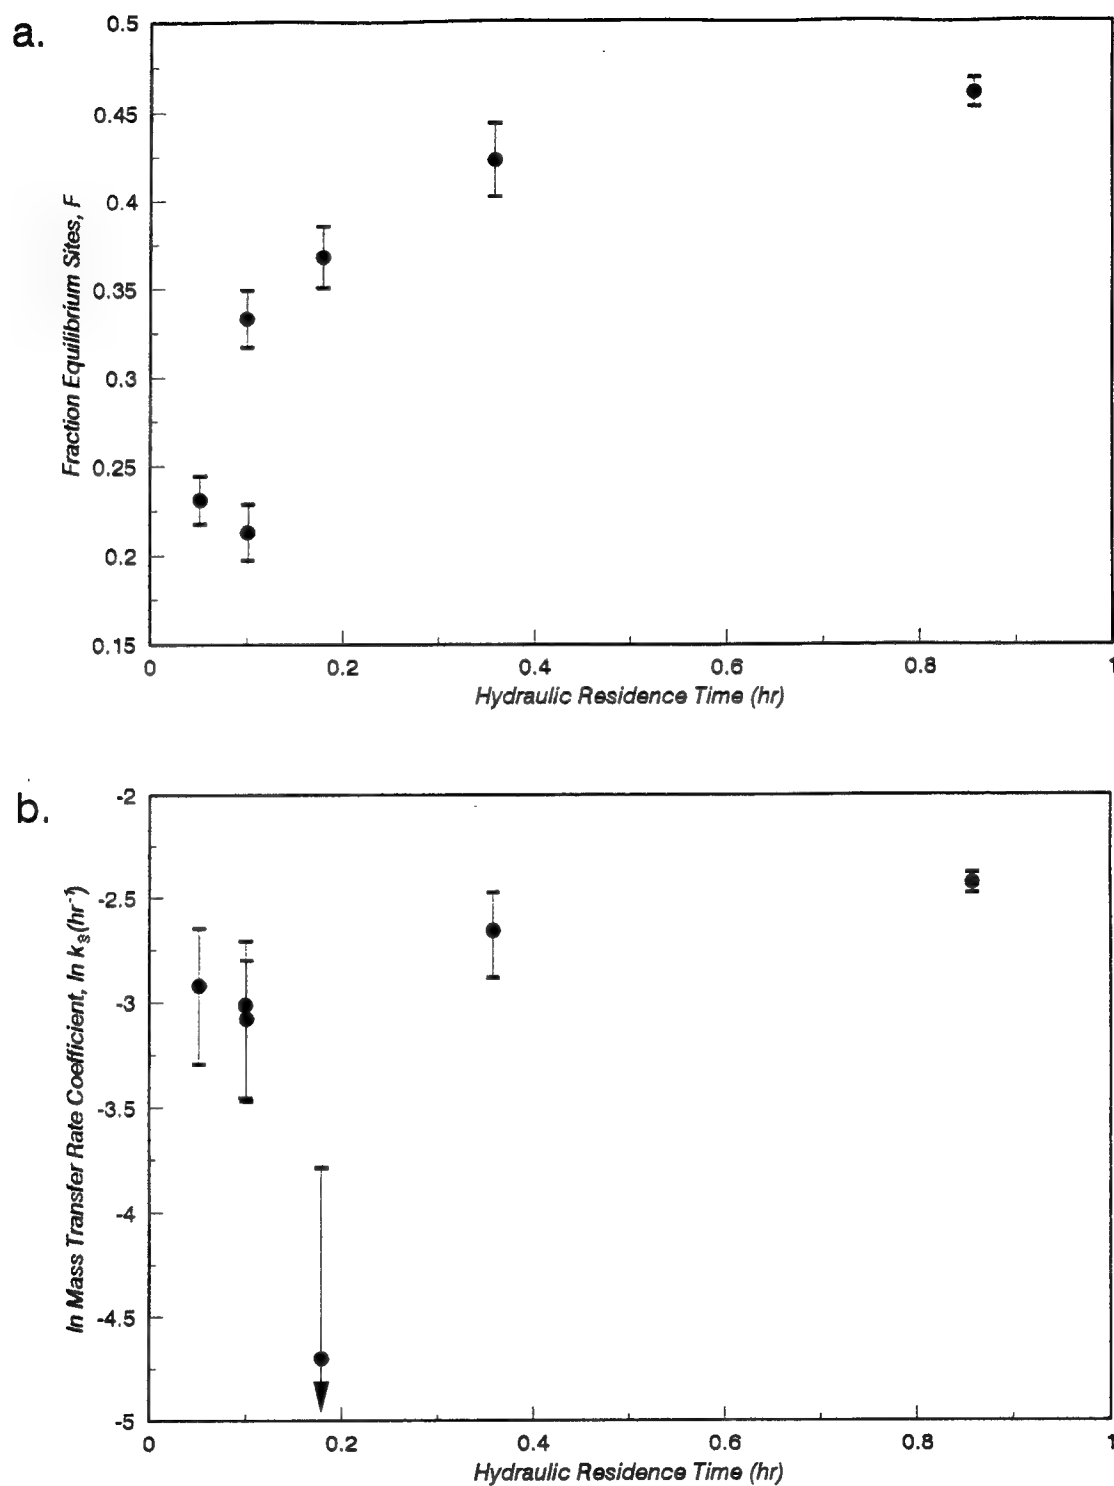 a.
0.5
0.45
0.4
0.35
0.3
0.25
0.2
0.15
Fraction Equilibrium Sites, F
0 0.2 0.4 0.6 0.8 1
Hydraulic Residence Time (hr)
b.
-2
-2.5
-3
-3.5
-4
-4.5
-5
ln Mass Transfer Rate Coefficient, ln k₃(hr⁻¹)
0 0.2 0.4 0.6 0.8 1
Hydraulic Residence Time (hr)